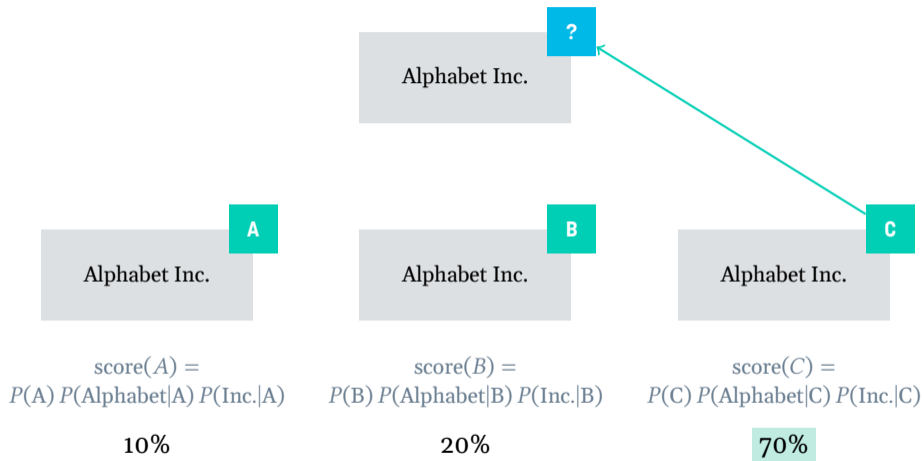 ?
Alphabet Inc.
A
B
C
Alphabet Inc.
Alphabet Inc.
Alphabet Inc.
score(A) =
P(A) P(Alphabet|A) P(Inc.|A)
score(B) =
P(B) P(Alphabet|B) P(Inc.|B)
score(C) =
P(C) P(Alphabet|C) P(Inc.|C)
10%
20%
70%